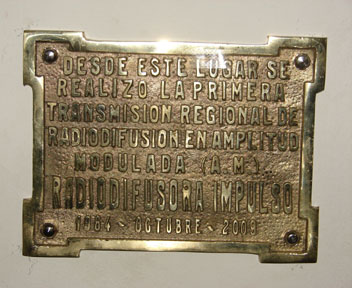 DESDE ESTE LUGAR SE
REALIZO LA PRIMERA
TRANSMISION REGIONAL DE
RADIODIFUSION EN AMPLITUD
MODULADA (A.M)..
RADIODIFUSORA IMPULSO
1984 ~ OCTUBRE ~ 2009